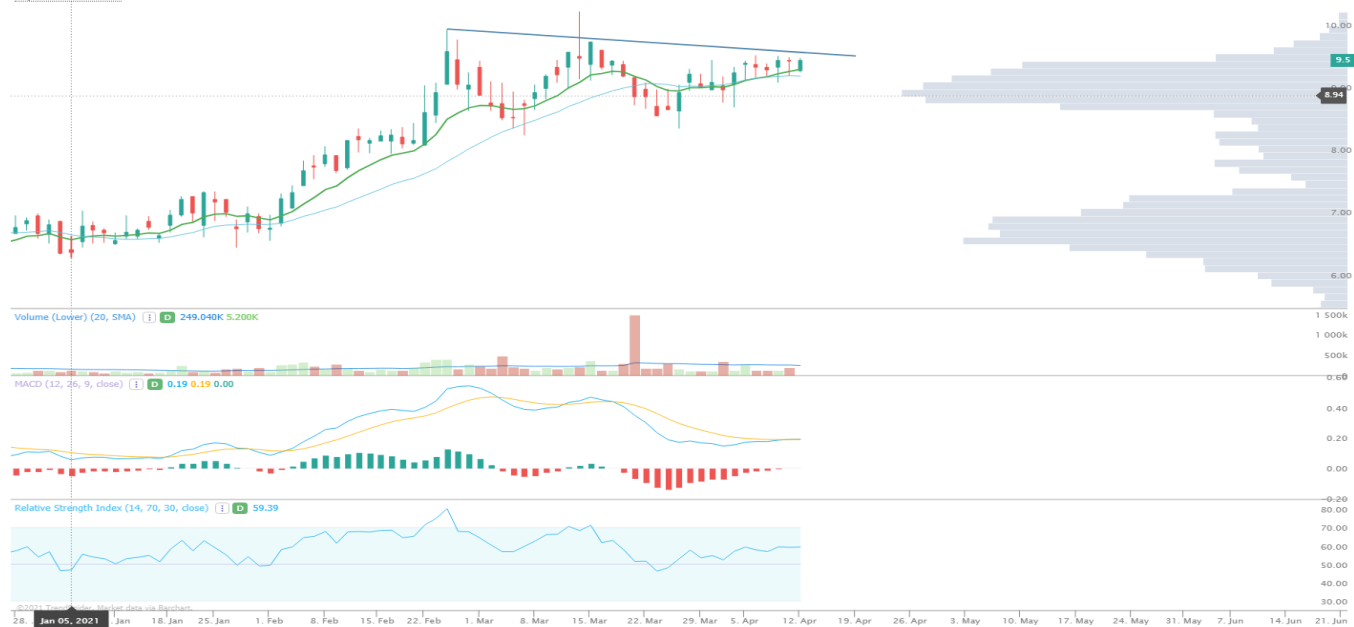 10.00
9.5
9.00
8.94
8.00
7.00
6.00
Volume (Lower) (20, SMA) D 249.040K 5.200K
1 500k
1 000k
500k
MACD (12, 26, 9, close) D 0.19 0.19 0.00
0.60
0.40
0.20
0.00
-0.20
Relative Strength Index (14, 70, 30, close) D 59.39
80.00
70.00
60.00
50.00
40.00
30.00
©2021 TrendSpider, Market data via Barchart.
28. Jan 05, 2021 Jan 18. Jan 25. Jan 1. Feb 8. Feb 15. Feb 22. Feb 1. Mar 8. Mar 15. Mar 22. Mar 29. Mar 5. Apr 12. Apr 19. Apr 26. Apr 3. May 10. May 17. May 24. May 31. May 7. Jun 14. Jun 21. Jun